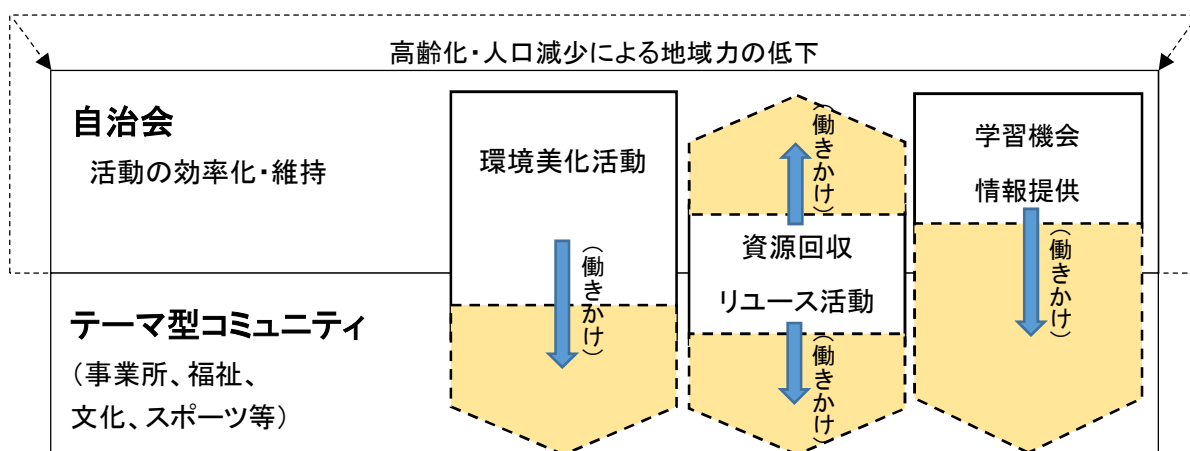 高齢化・人口減少による地域力の低下
自治会
活動の効率化・維持
環境美化活動
（働きかけ）
（働きかけ）
資源回収
リユース活動
（働きかけ）
学習機会
情報提供
（働きかけ）
テーマ型コミュニティ
（事業所、福祉、
文化、スポーツ等）